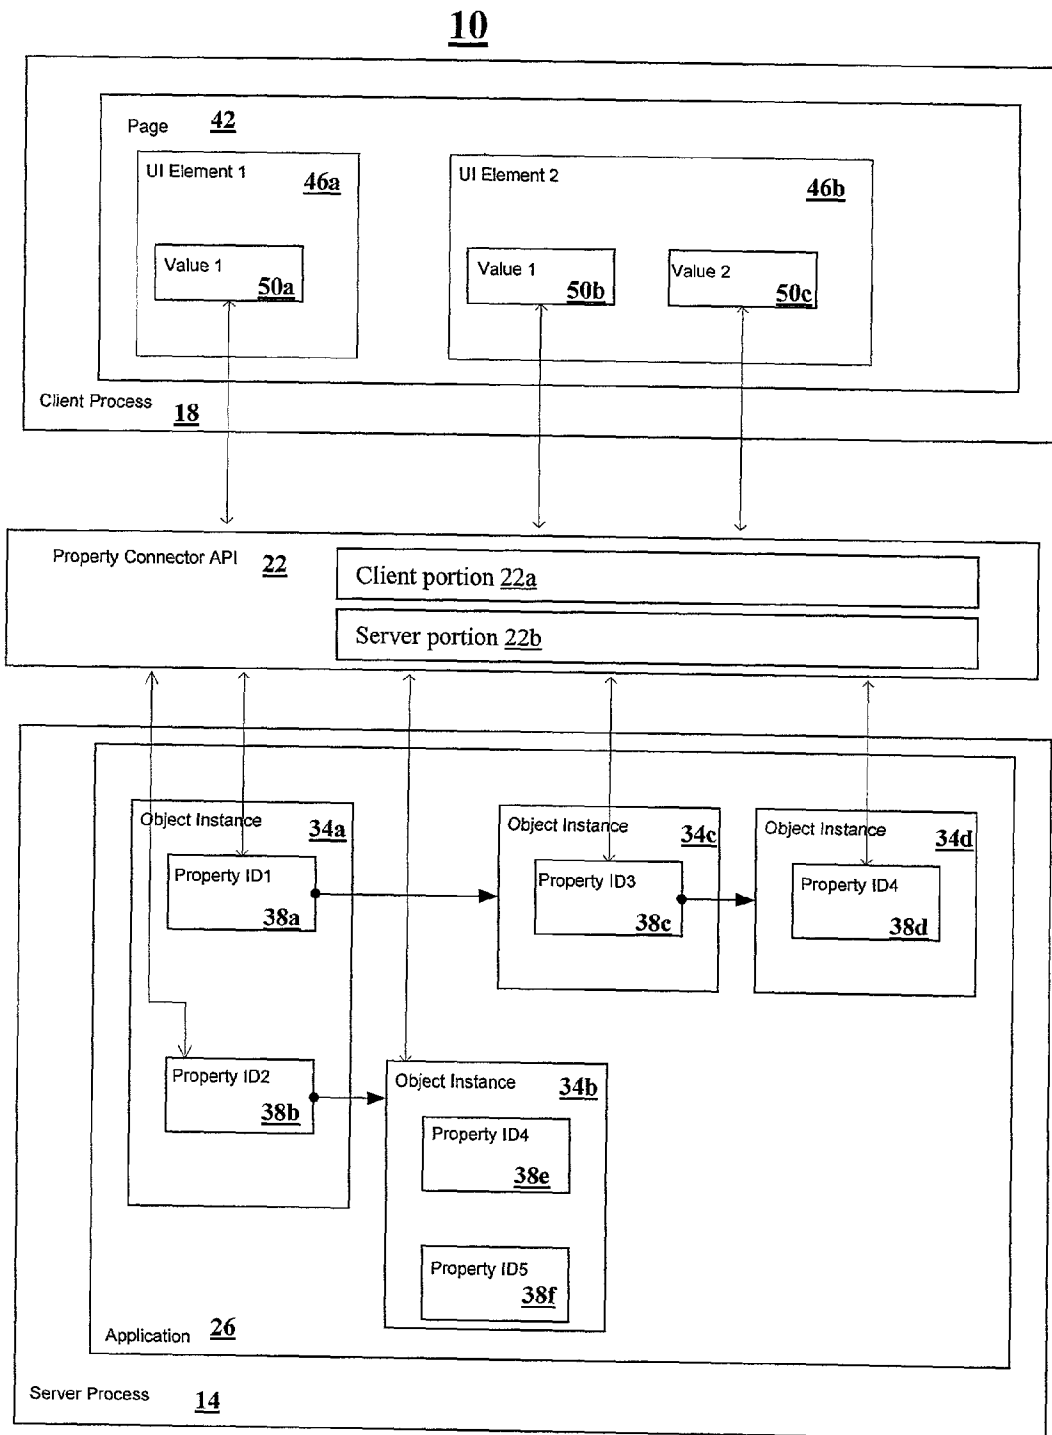 10
Page 42
UI Element 1
46a
Value 1
50a
UI Element 2
46b
Value 1
50b
Value 2
50c
Client Process 18
Property Connector API 22
Client portion 22a
Server portion 22b
Object Instance
34a
Property ID1
38a
Object Instance
34c
Property ID3
38c
Object Instance
34d
Property ID4
38d
Property ID2
38b
Object Instance
34b
Property ID4
38e
Property ID5
38f
Application 26
Server Process 14